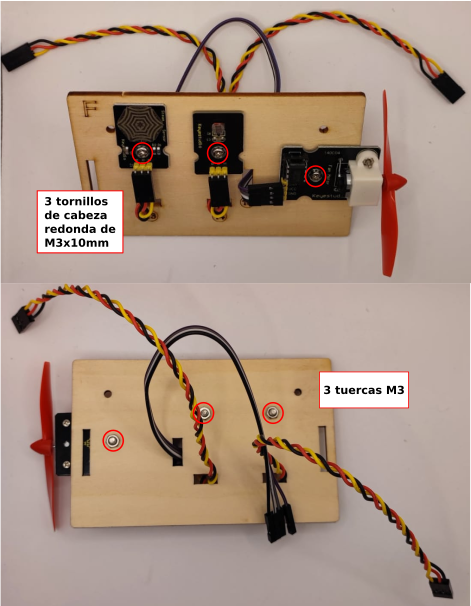 F
3 tornillos
de cabeza
redonda de
M3x10mm
3 tuercas M3